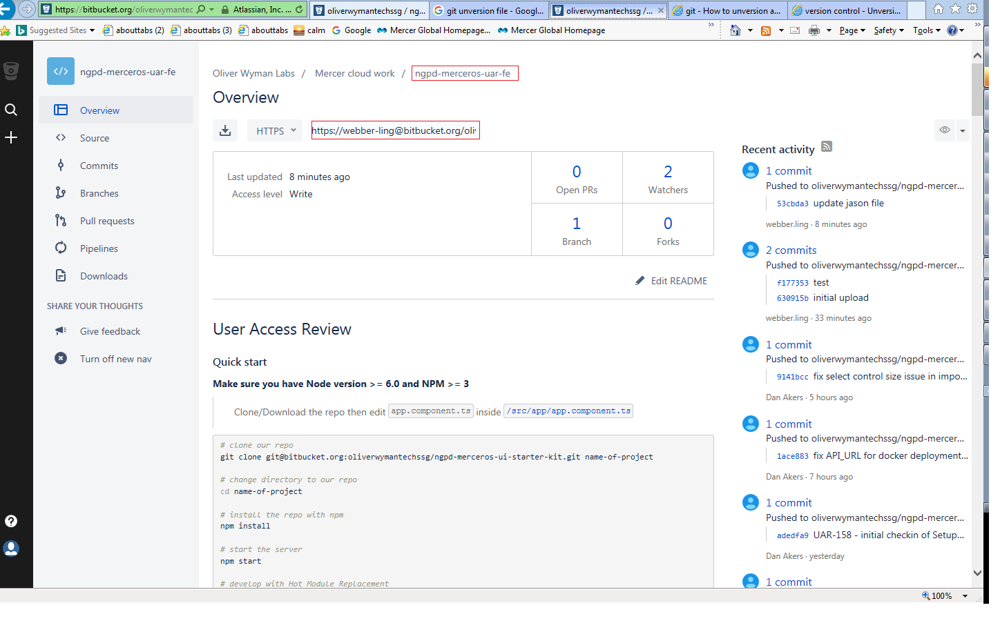 https://bitbucket.org/oliverwymantec
Atlassian, Inc. ...
oliverwymantechssg / ng...
git unversion file - Googl...
oliverwymantechssg /...
git - How to unversion a...
version control - Unversi...
Suggested Sites
abouttabs (2)
abouttabs (3)
abouttabs
calm
Google
Mercer Global Homepage...
Mercer Global Homepage
Page
Safety
Tools
ngpd-merceros-uar-fe
Overview
Source
Commits
Branches
Pull requests
Pipelines
Downloads
SHARE YOUR THOUGHTS
Give feedback
Turn off new nav
Oliver Wyman Labs / Mercer cloud work / ngpd-merceros-uar-fe
Overview
HTTPS
https://webber-ling@bitbucket.org/oli
Last updated 8 minutes ago
Access level Write
0
Open PRs
2
Watchers
1
Branch
0
Forks
Edit README
User Access Review
Quick start
Make sure you have Node version >= 6.0 and NPM >= 3
Clone/Download the repo then edit app.component.ts inside /src/app/app.component.ts
# clone our repo
git clone git@bitbucket.org:oliverwymantechssg/ngpd-merceros-ui-starter-kit.git name-of-project
# change directory to our repo
cd name-of-project
# install the repo with npm
npm install
# start the server
npm start
# develop with Hot Module Replacement
Recent activity
1 commit
Pushed to oliverwymantechssg/ngpd-mercer...
53cbda3 update jason file
webber.ling · 8 minutes ago
2 commits
Pushed to oliverwymantechssg/ngpd-mercer...
f177353 test
630915b initial upload
webber.ling · 33 minutes ago
1 commit
Pushed to oliverwymantechssg/ngpd-mercer...
9141bcc fix select control size issue in impo...
Dan Akers · 5 hours ago
1 commit
Pushed to oliverwymantechssg/ngpd-mercer...
1ace883 fix API_URL for docker deployment...
Dan Akers · 7 hours ago
1 commit
Pushed to oliverwymantechssg/ngpd-mercer...
adedfa9 UAR-158 - initial checkin of Setup...
Dan Akers · yesterday
1 commit
100%